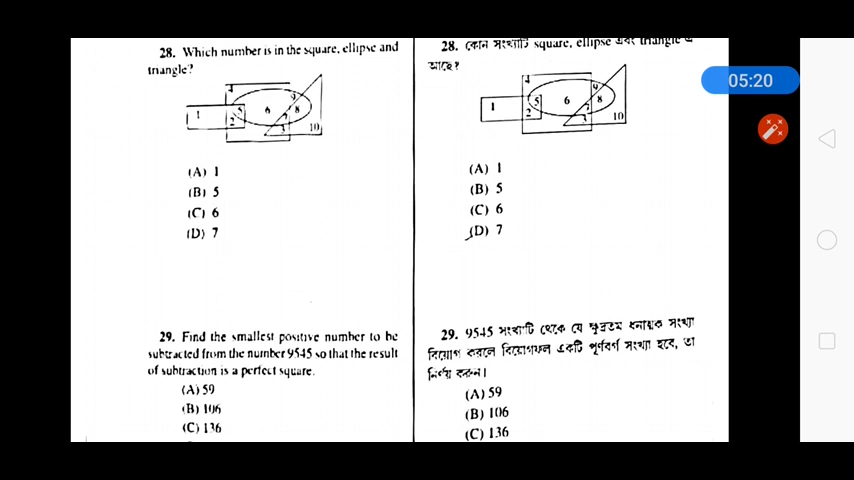 28. Which number is in the square, ellipse and
triangle?
4
9
1
5
6
8
2
7
3
10
(A) 1
(B) 5
(C) 6
(D) 7
29. Find the smallest positive number to be
subtracted from the number 9545 so that the result
of subtraction is a perfect square.
(A) 59
(B) 106
(C) 136
28. কোন সংখ্যাটি square, ellipse এবং triangle এ
আছে?
4
9
1
5
6
8
2
7
3
10
(A) 1
(B) 5
(C) 6
(D) 7
29. 9545 সংখ্যাটি থেকে যে ক্ষুদ্রতম ধনাত্মক সংখ্যা
বিয়োগ করলে বিয়োগফল একটি পূর্ণবর্গ সংখ্যা হবে, তা
নির্ণয় করুন।
(A) 59
(B) 106
(C) 136
05:20